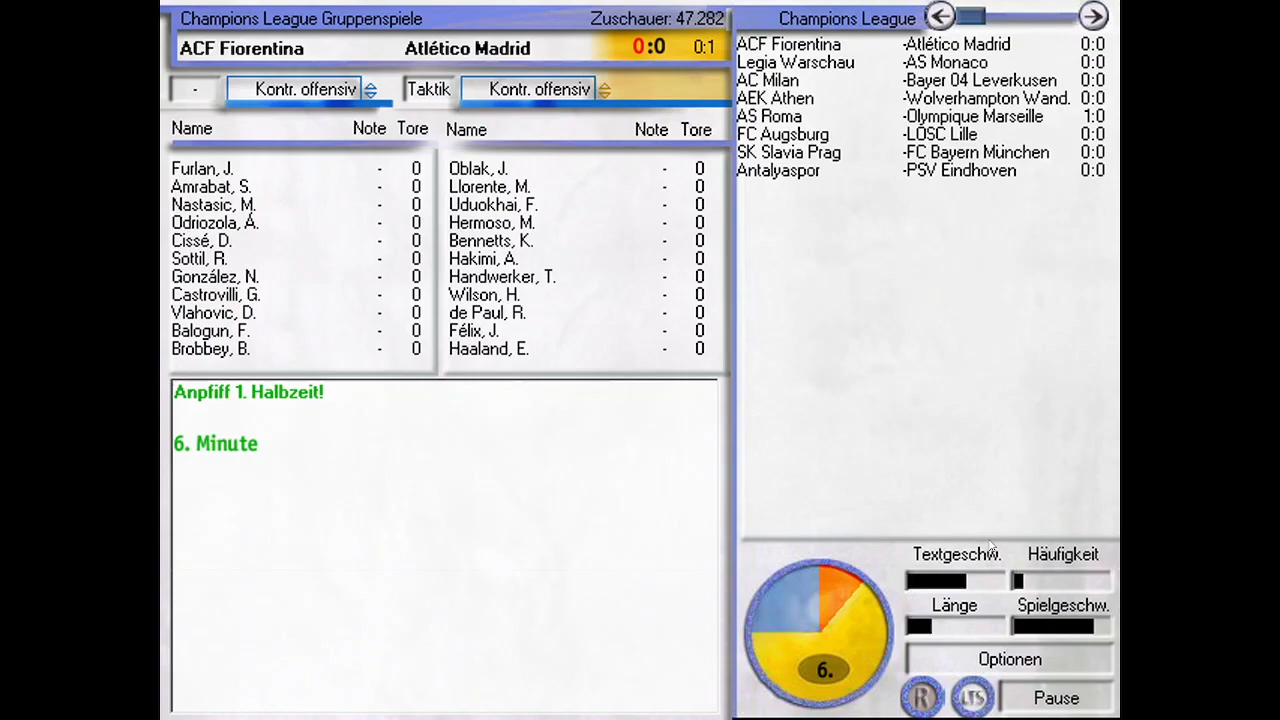 Champions League Gruppenspiele Zuschauer: 47.282
ACF Fiorentina Atlético Madrid 0:0 0:1
- Kontr. offensiv Taktik Kontr. offensiv
Name Note Tore Name Note Tore
Furlan, J. - 0 Oblak, J. - 0
Amrabat, S. - 0 Llorente, M. - 0
Nastasic, M. - 0 Uduokhai, F. - 0
Odriozola, Á. - 0 Hermoso, M. - 0
Cissé, D. - 0 Bennetts, K. - 0
Sottil, R. - 0 Hakimi, A. - 0
González, N. - 0 Handwerker, T. - 0
Castrovilli, G. - 0 Wilson, H. - 0
Vlahovic, D. - 0 de Paul, R. - 0
Balogun, F. - 0 Félix, J. - 0
Brobbey, B. - 0 Haaland, E. - 0
Anpfiff 1. Halbzeit!
6. Minute
Champions League
ACF Fiorentina -Atlético Madrid 0:0
Legia Warschau -AS Monaco 0:0
AC Milan -Bayer 04 Leverkusen 0:0
AEK Athen -Wolverhampton Wand. 0:0
AS Roma -Olympique Marseille 1:0
FC Augsburg -LOSC Lille 0:0
SK Slavia Prag -FC Bayern München 0:0
Antalyaspor -PSV Eindhoven 0:0
Textgeschw. Häufigkeit
Länge Spielgeschw.
Optionen
6.
R LTS Pause